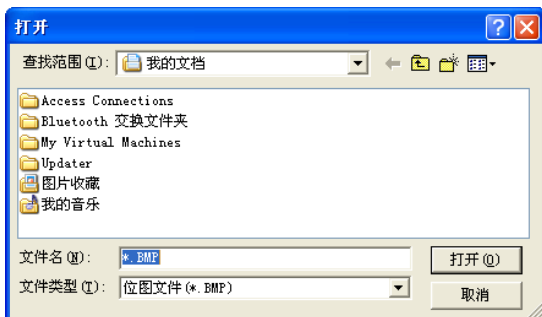 打开
查找范围(I): 我的文档
Access Connections
Bluetooth 交换文件夹
My Virtual Machines
Updater
图片收藏
我的音乐
文件名(N): *.BMP 打开(O)
文件类型(T): 位图文件(*.BMP) 取消